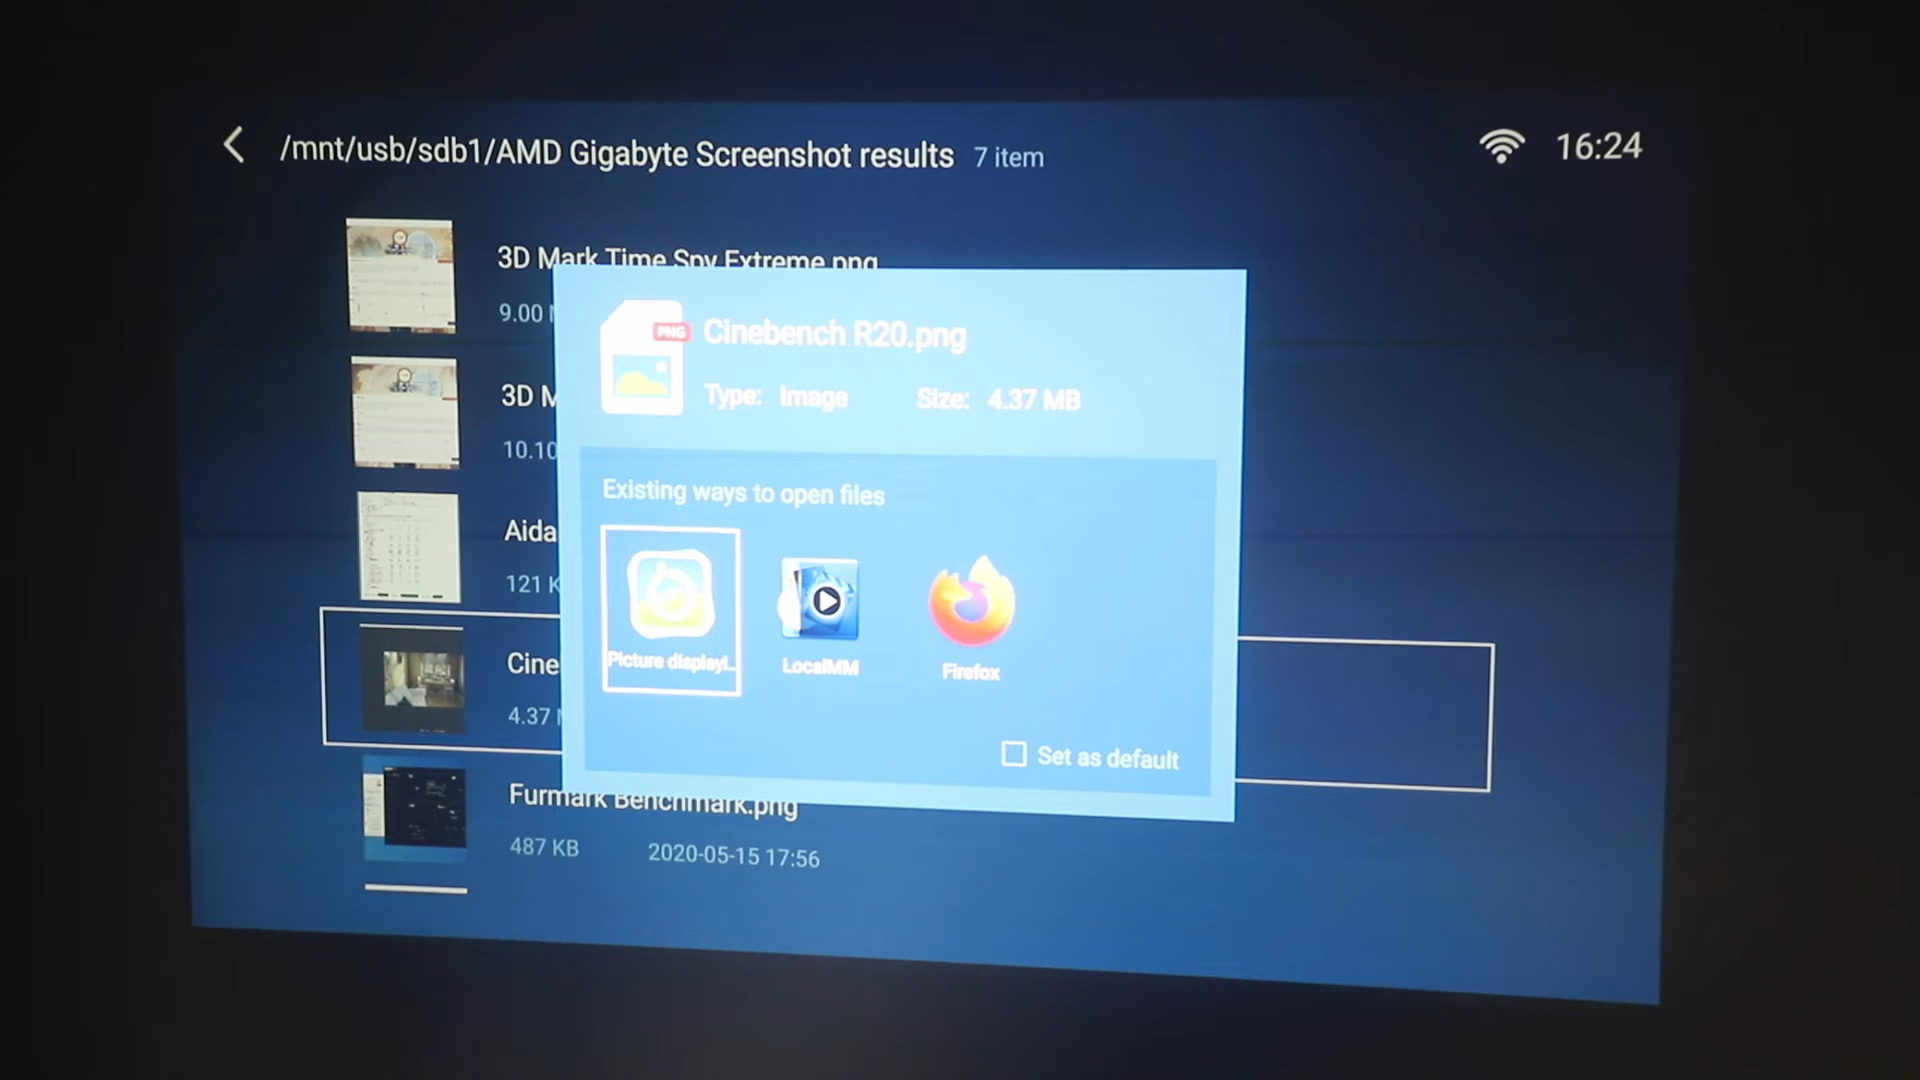 /mnt/usb/sdb1/AMD Gigabyte Screenshot results 7 item
16:24
3D Mark Time Spy Extreme.png
9.00
3D
10.10
Aida
121
Cine
4.37
Furmark Benchmark.png
487 KB 2020-05-15 17:56
PNG
Cinebench R20.png
Type: Image Size: 4.37 MB
Existing ways to open files
Picture displayi...
LocalMM
Firefox
Set as default